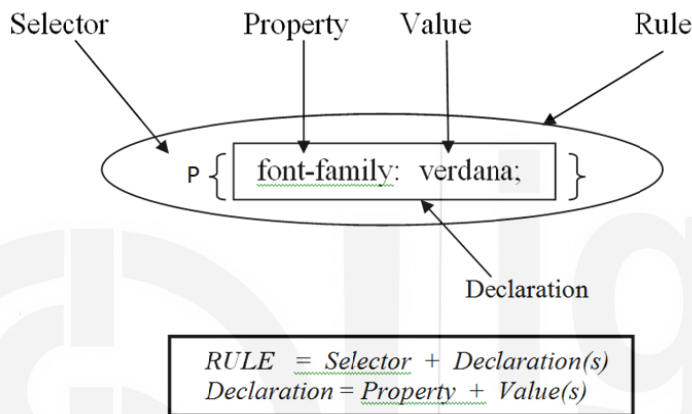 Selector Property Value Rule
P { font-family: verdana; }
Declaration
RULE = Selector + Declaration(s)
Declaration = Property + Value(s)